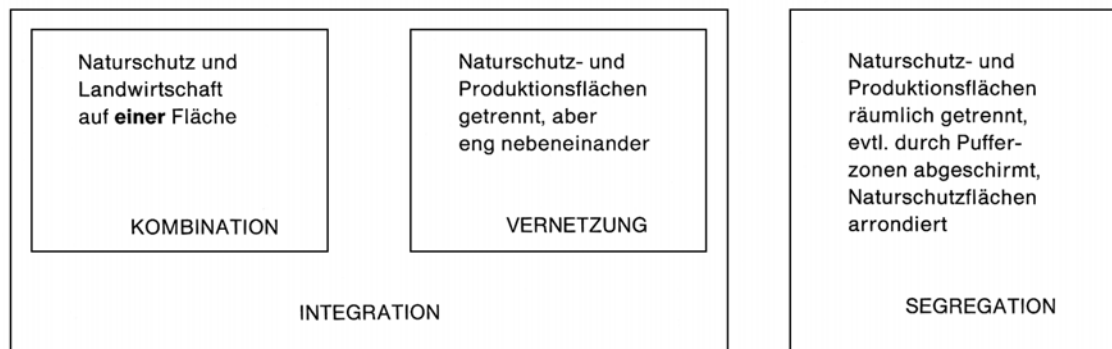 Naturschutz und
Landwirtschaft
auf einer Fläche
KOMBINATION
Naturschutz- und
Produktionsflächen
getrennt, aber
eng nebeneinander
VERNETZUNG
INTEGRATION
Naturschutz- und
Produktionsflächen
räumlich getrennt,
evtl. durch Puffer-
zonen abgeschirmt,
Naturschutzflächen
arrondiert
SEGREGATION